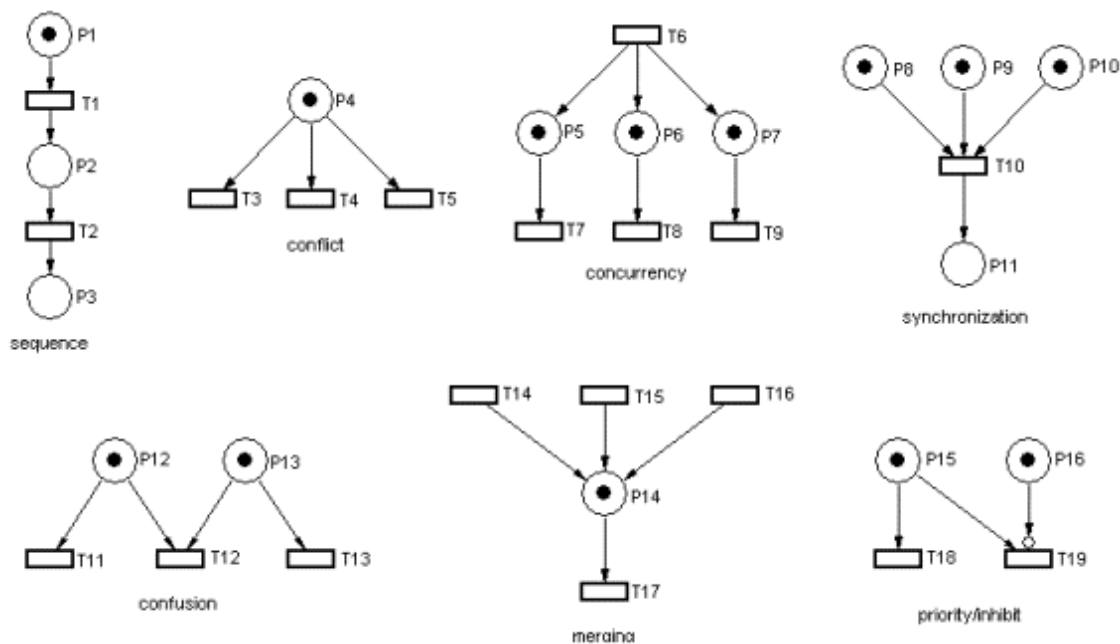 P1
T1
P2
T2
P3
sequence
P4
T3 T4 T5
conflict
T6
P5 P6 P7
T7 T8 T9
concurrency
P8 P9 P10
T10
P11
synchronization
P12 P13
T11 T12 T13
confusion
T14 T15 T16
P14
T17
merging
P15 P16
T18 T19
priority/inhibit